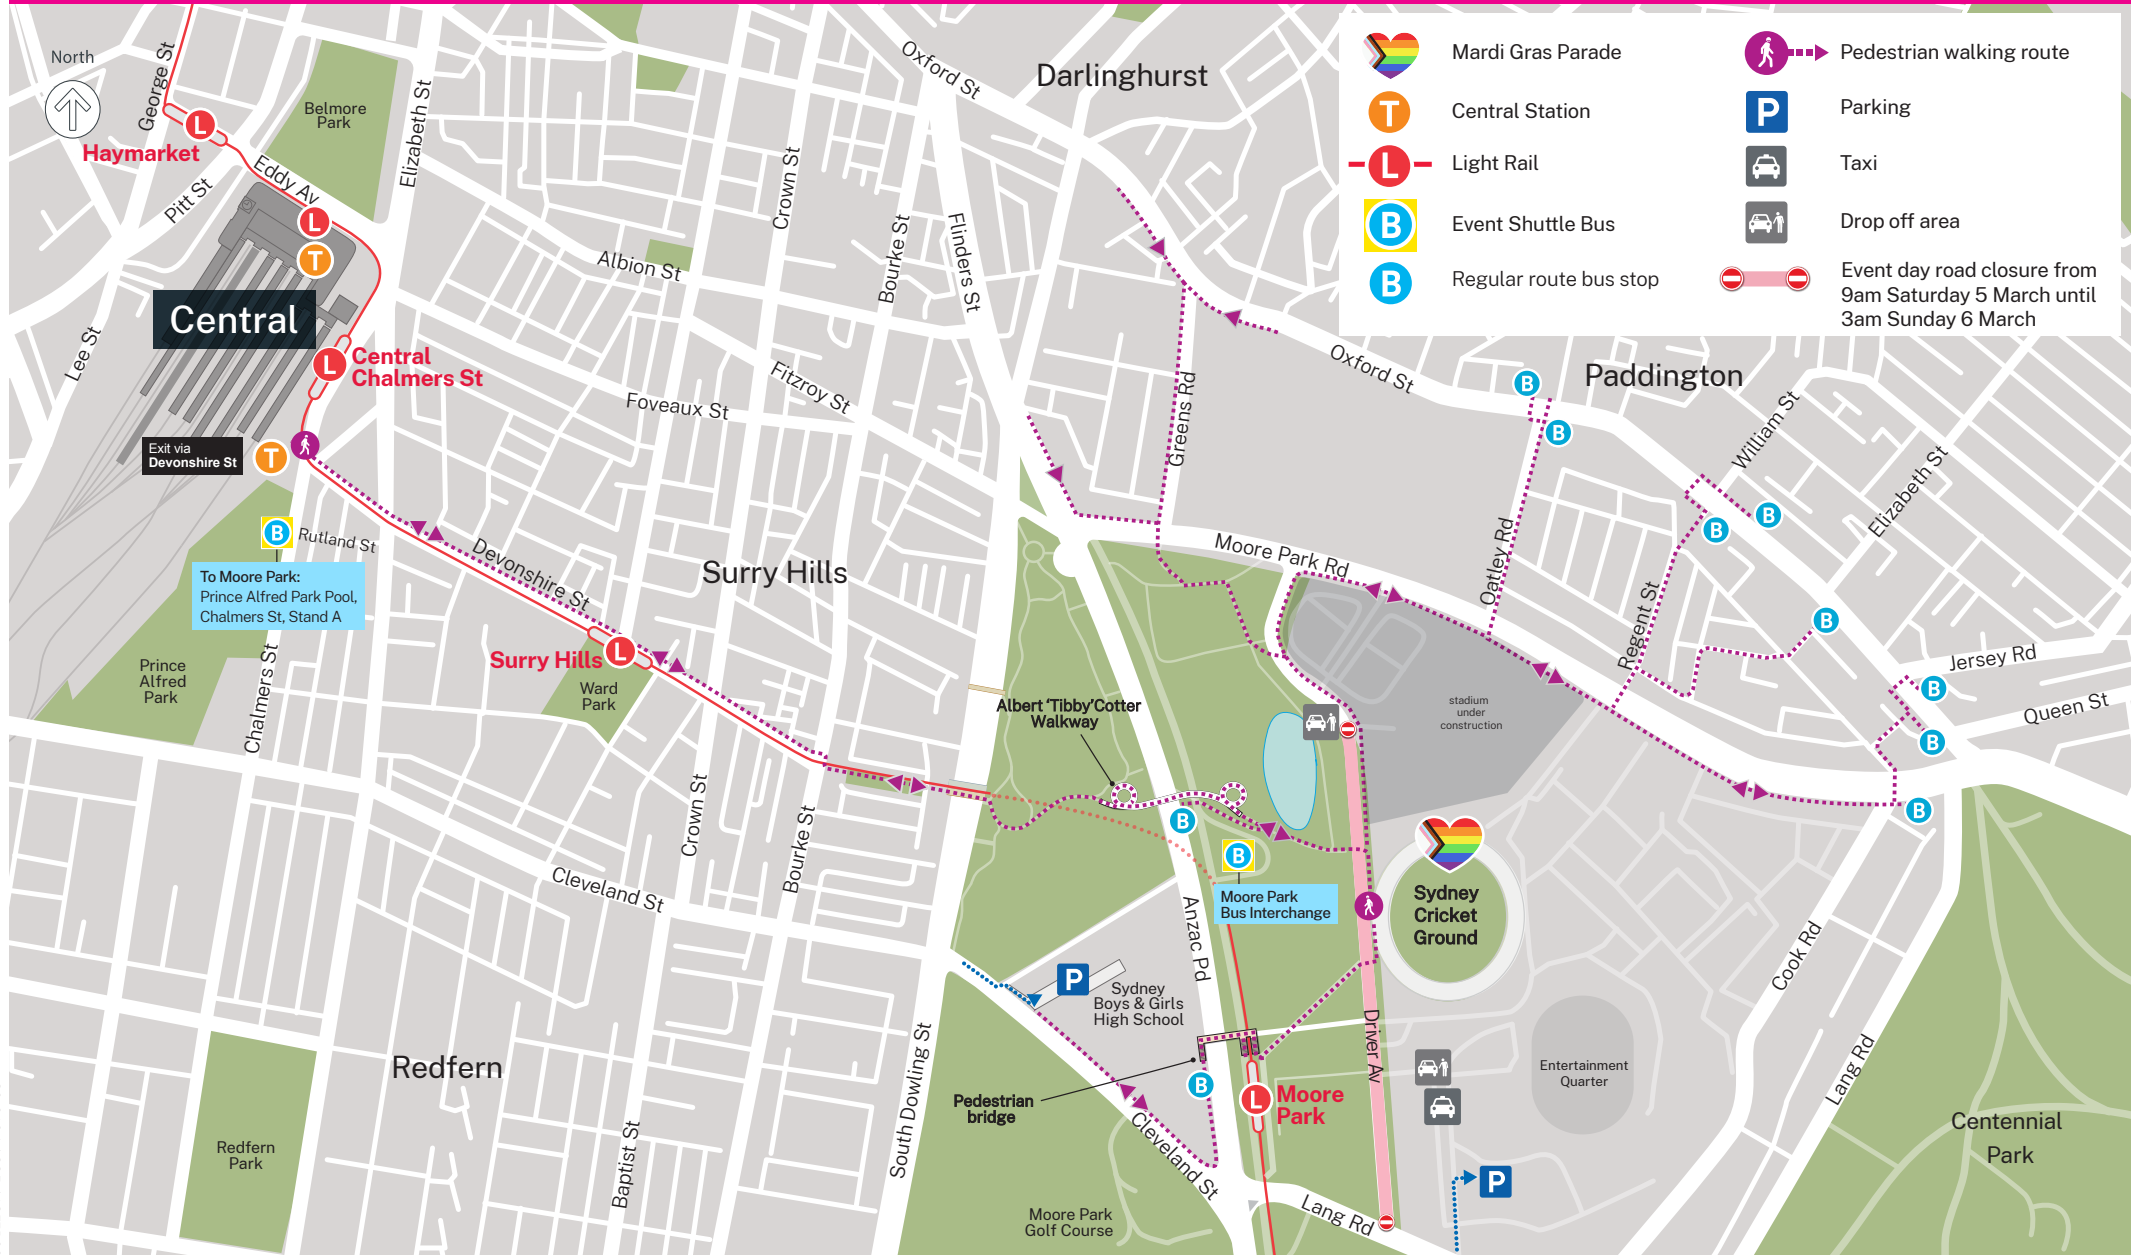 North
George St
Haymarket
Pitt St
Eddy Av
Belmore
Park
Elizabeth St
Lee St
Central
Central
Chalmers St
Exit via
Devonshire St
Rutland St
To Moore Park:
Prince Alfred Park Pool,
Chalmers St, Stand A
Prince
Alfred
Park
Chalmers St
Devonshire St
Surry Hills
Surry Hills
Ward
Park
Albion St
Foveaux St
Fitzroy St
Crown St
Bourke St
Flinders St
Oxford St
Darlinghurst
Mardi Gras Parade
Central Station
Light Rail
Event Shuttle Bus
Regular route bus stop
Pedestrian walking route
Parking
Taxi
Drop off area
Event day road closure from
9am Saturday 5 March until
3am Sunday 6 March
T
L
B
B
P
Greens Rd
Oxford St
Paddington
William St
Elizabeth St
Moore Park Rd
Oatley Rd
Regent St
Jersey Rd
Queen St
stadium
under
construction
Albert ‘Tibby’Cotter
Walkway
Moore Park
Bus Interchange
Sydney
Cricket
Ground
Anzac Rd
Driver Av
Sydney
Boys & Girls
High School
Pedestrian
bridge
Moore
Park
Entertainment
Quarter
Cook Rd
Lang Rd
Centennial
Park
Lang Rd
Cleveland St
Moore Park
Golf Course
South Dowling St
Cleveland St
Crown St
Bourke St
Baptist St
Redfern
Redfern
Park